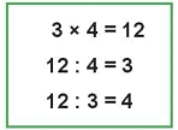 3 × 4 = 12
12 : 4 = 3
12 : 3 = 4